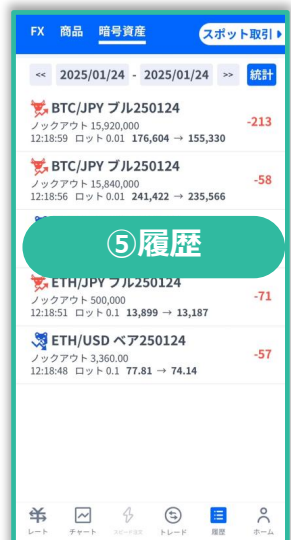 FX 商品 暗号資産 スポット取引
<< 2025/01/24 - 2025/01/24 >> 統計
BTC/JPY ブル250124
ノックアウト 15,920,000 -213
12:18:59 ロット 0.01 176,604 → 155,330
BTC/JPY ブル250124
ノックアウト 15,840,000 -58
12:18:56 ロット 0.01 241,422 → 235,566
⑤履歴
ETH/JPY ブル250124
ノックアウト 500,000 -71
12:18:51 ロット 0.1 13,899 → 13,187
ETH/USD ベア250124
ノックアウト 3,360.00 -57
12:18:48 ロット 0.1 77.81 → 74.14
レート チャート スピード注文 トレード 履歴 ホーム